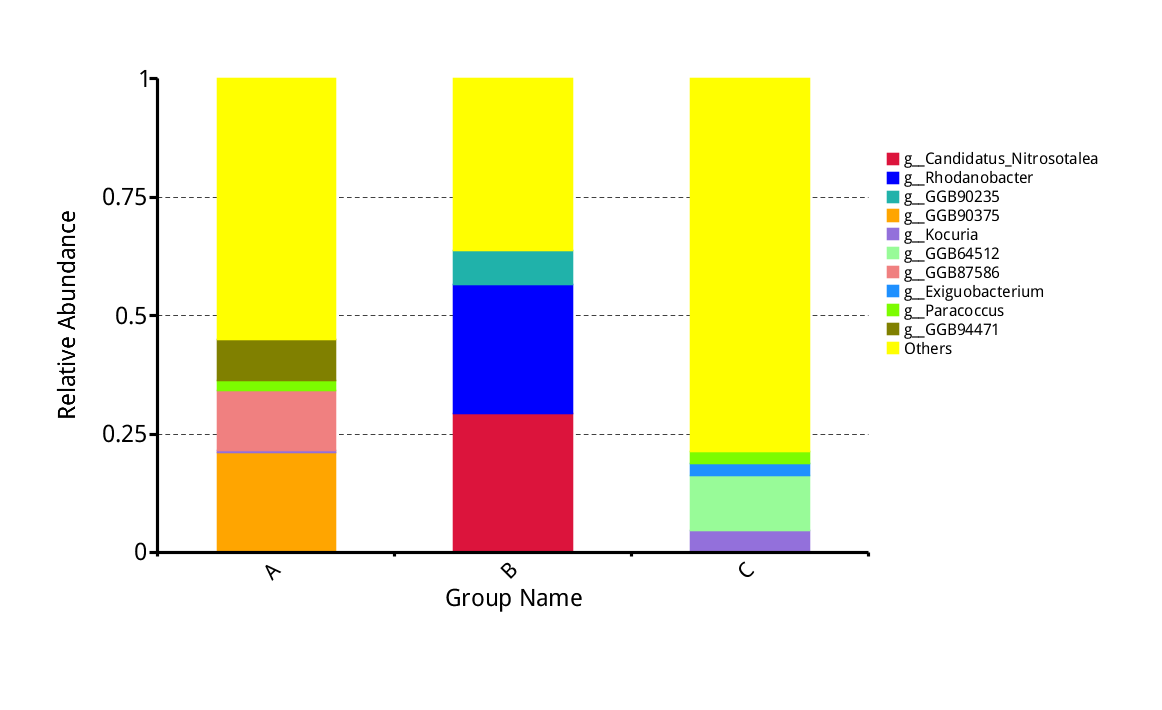 1
0.75
0.5
0.25
0
Relative Abundance
A
B
C
Group Name
g__Candidatus_Nitrosotalea
g__Rhodanobacter
g__GGB90235
g__GGB90375
g__Kocuria
g__GGB64512
g__GGB87586
g__Exiguobacterium
g__Paracoccus
g__GGB94471
Others